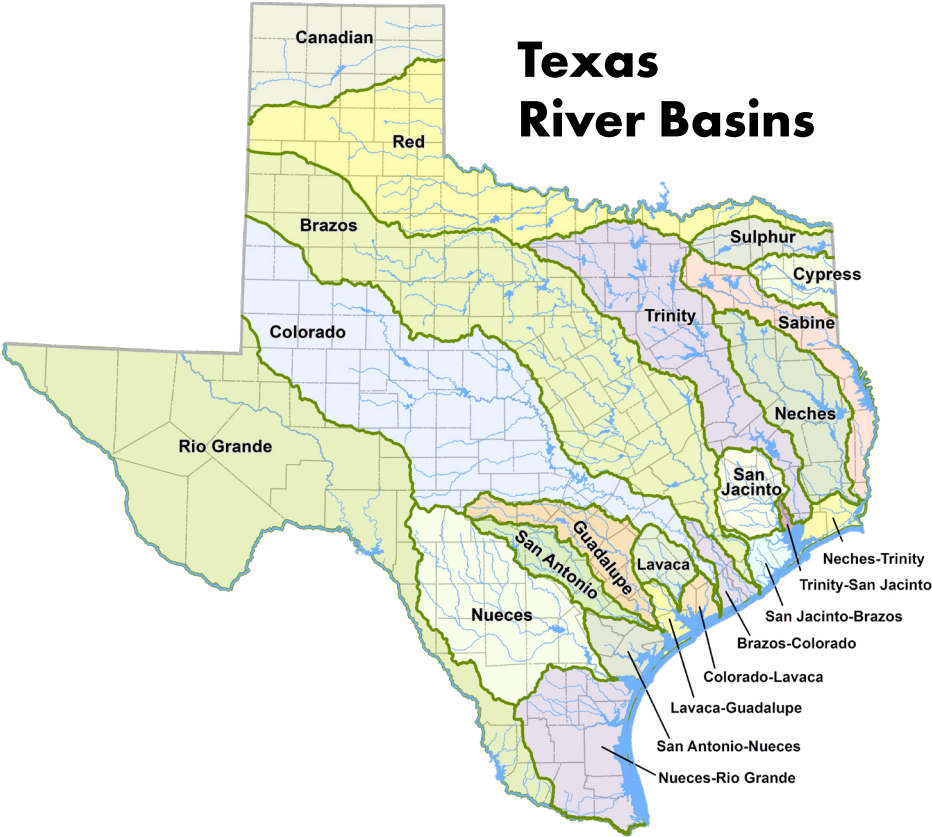 Texas
River Basins
Canadian
Red
Brazos
Sulphur
Cypress
Trinity
Sabine
Colorado
Neches
Rio Grande
San
Jacinto
Guadalupe
San Antonio
Lavaca
Nueces
Neches-Trinity
Trinity-San Jacinto
San Jacinto-Brazos
Brazos-Colorado
Colorado-Lavaca
Lavaca-Guadalupe
San Antonio-Nueces
Nueces-Rio Grande